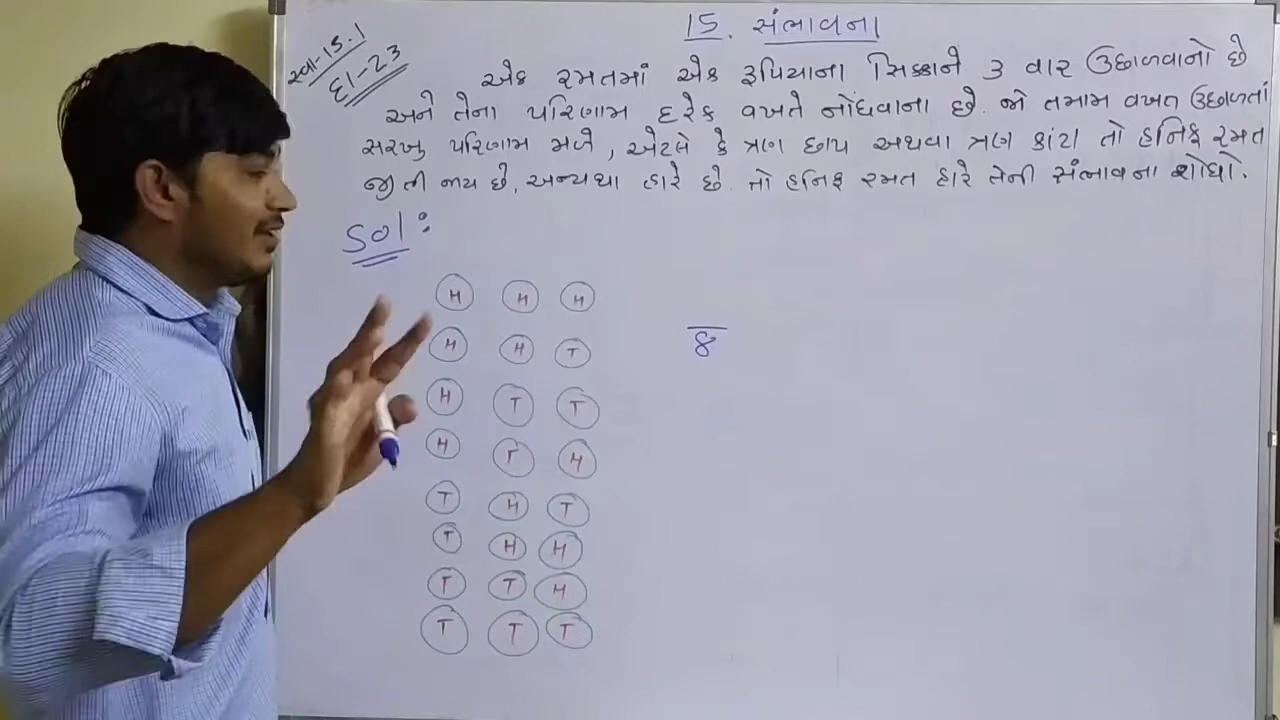 15. સંભાવના
સ્વા-15.1
દા-23
એક રમતમાં એક રૂપિયાના સિક્કાને 3 વાર ઉછાળવાનો છે
અને તેના પરિણામ દરેક વખતે નોંધવાના છે. જો તમામ વખત ઉછાળતાં
સરખુ પરિણામ મળે, એટલે કે ત્રણ છાપ અથવા ત્રણ કાંટા તો હનિફ રમત
જીતી જાય છે, અન્યથા હારે છે. તો હનિફ રમત હારે તેની સંભાવના શોધો.
Sol:
H H H
H H T
H T T
H T H
T H T
T H H
T T H
T T T
8